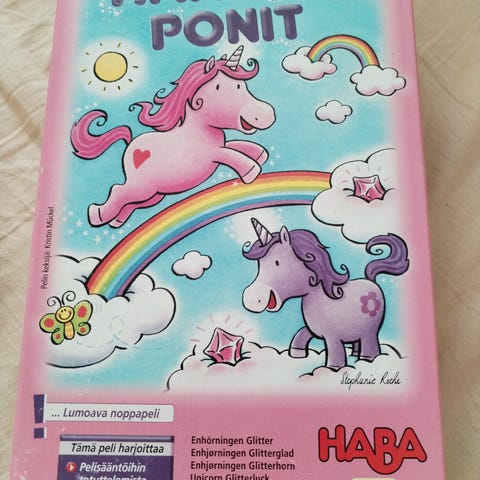 PONIT
Pelin keksijä: Kristin Mückel
Stephanie Roehe
... Lumoava noppapeli
Tämä peli harjoittaa
Pelisääntöihin
totuttelemista
Enhörningen Glitter
Enhjørningen Glitterglad
Enhjørningen Glitterhorn
Unicorn Glitterluck
HABA